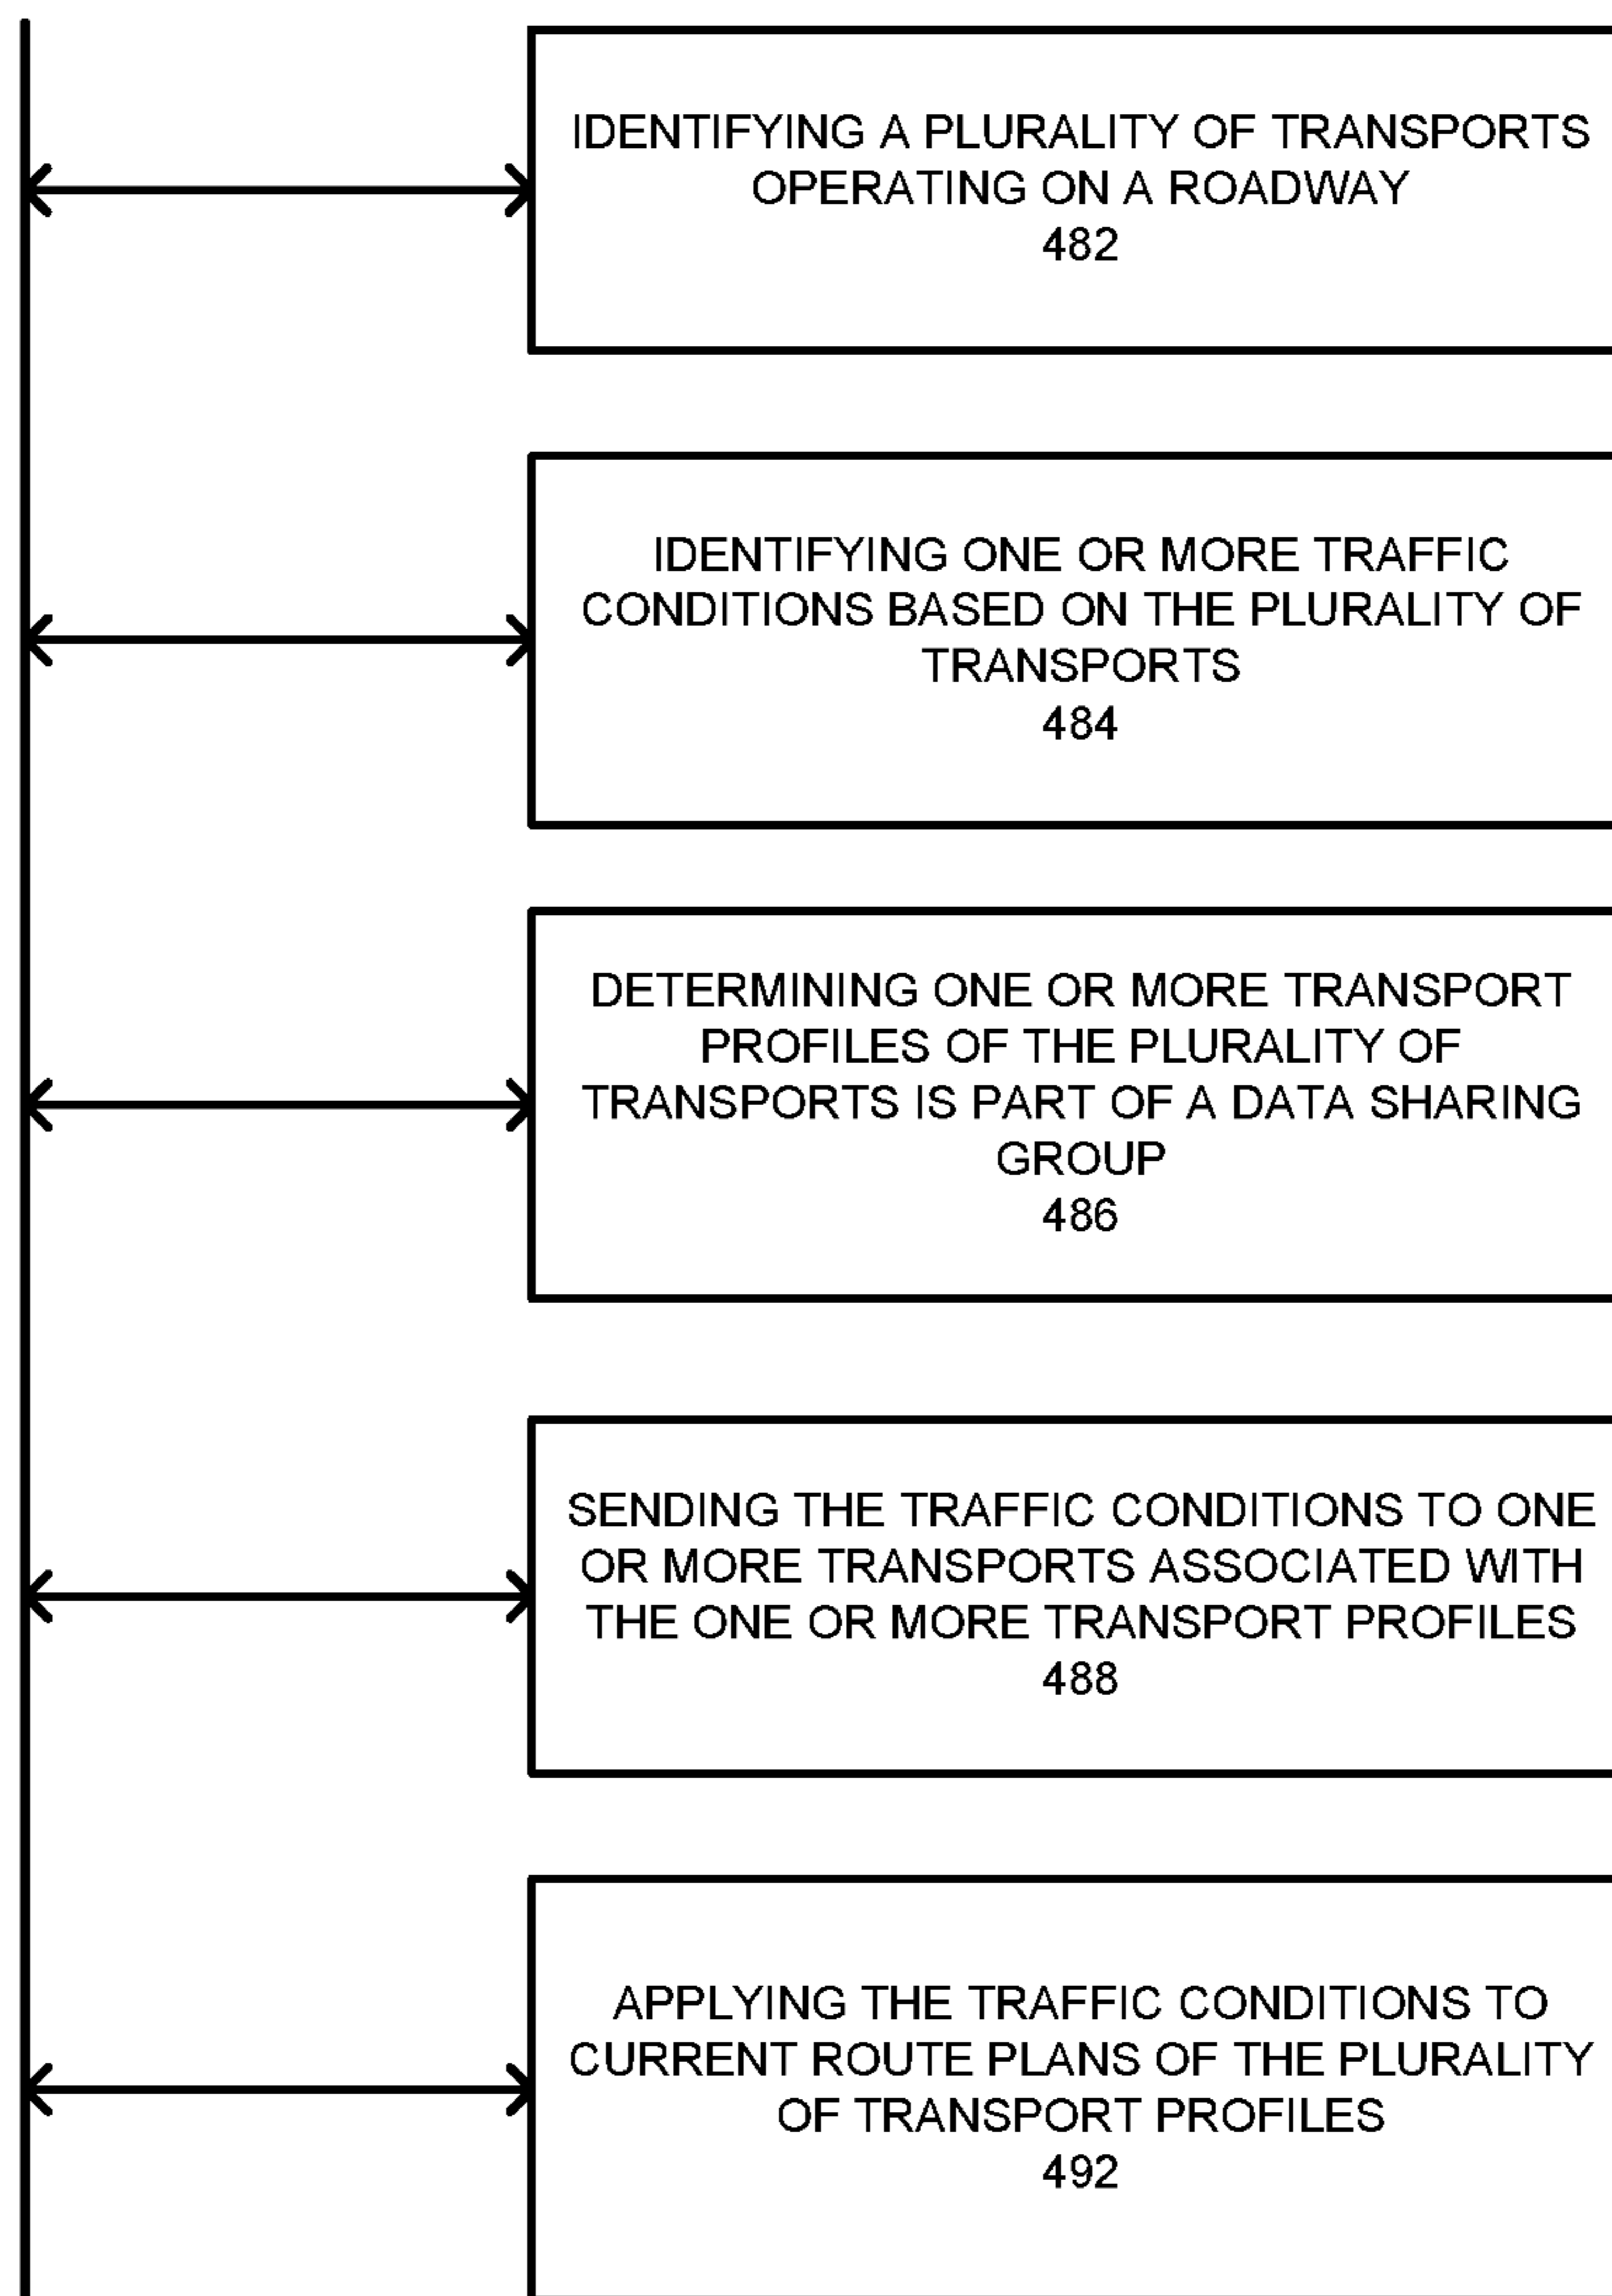 IDENTIFYING A PLURALITY OF TRANSPORTS
OPERATING ON A ROADWAY
482
IDENTIFYING ONE OR MORE TRAFFIC
CONDITIONS BASED ON THE PLURALITY OF
TRANSPORTS
484
DETERMINING ONE OR MORE TRANSPORT
PROFILES OF THE PLURALITY OF
TRANSPORTS IS PART OF A DATA SHARING
GROUP
486
SENDING THE TRAFFIC CONDITIONS TO ONE
OR MORE TRANSPORTS ASSOCIATED WITH
THE ONE OR MORE TRANSPORT PROFILES
488
APPLYING THE TRAFFIC CONDITIONS TO
CURRENT ROUTE PLANS OF THE PLURALITY
OF TRANSPORT PROFILES
492